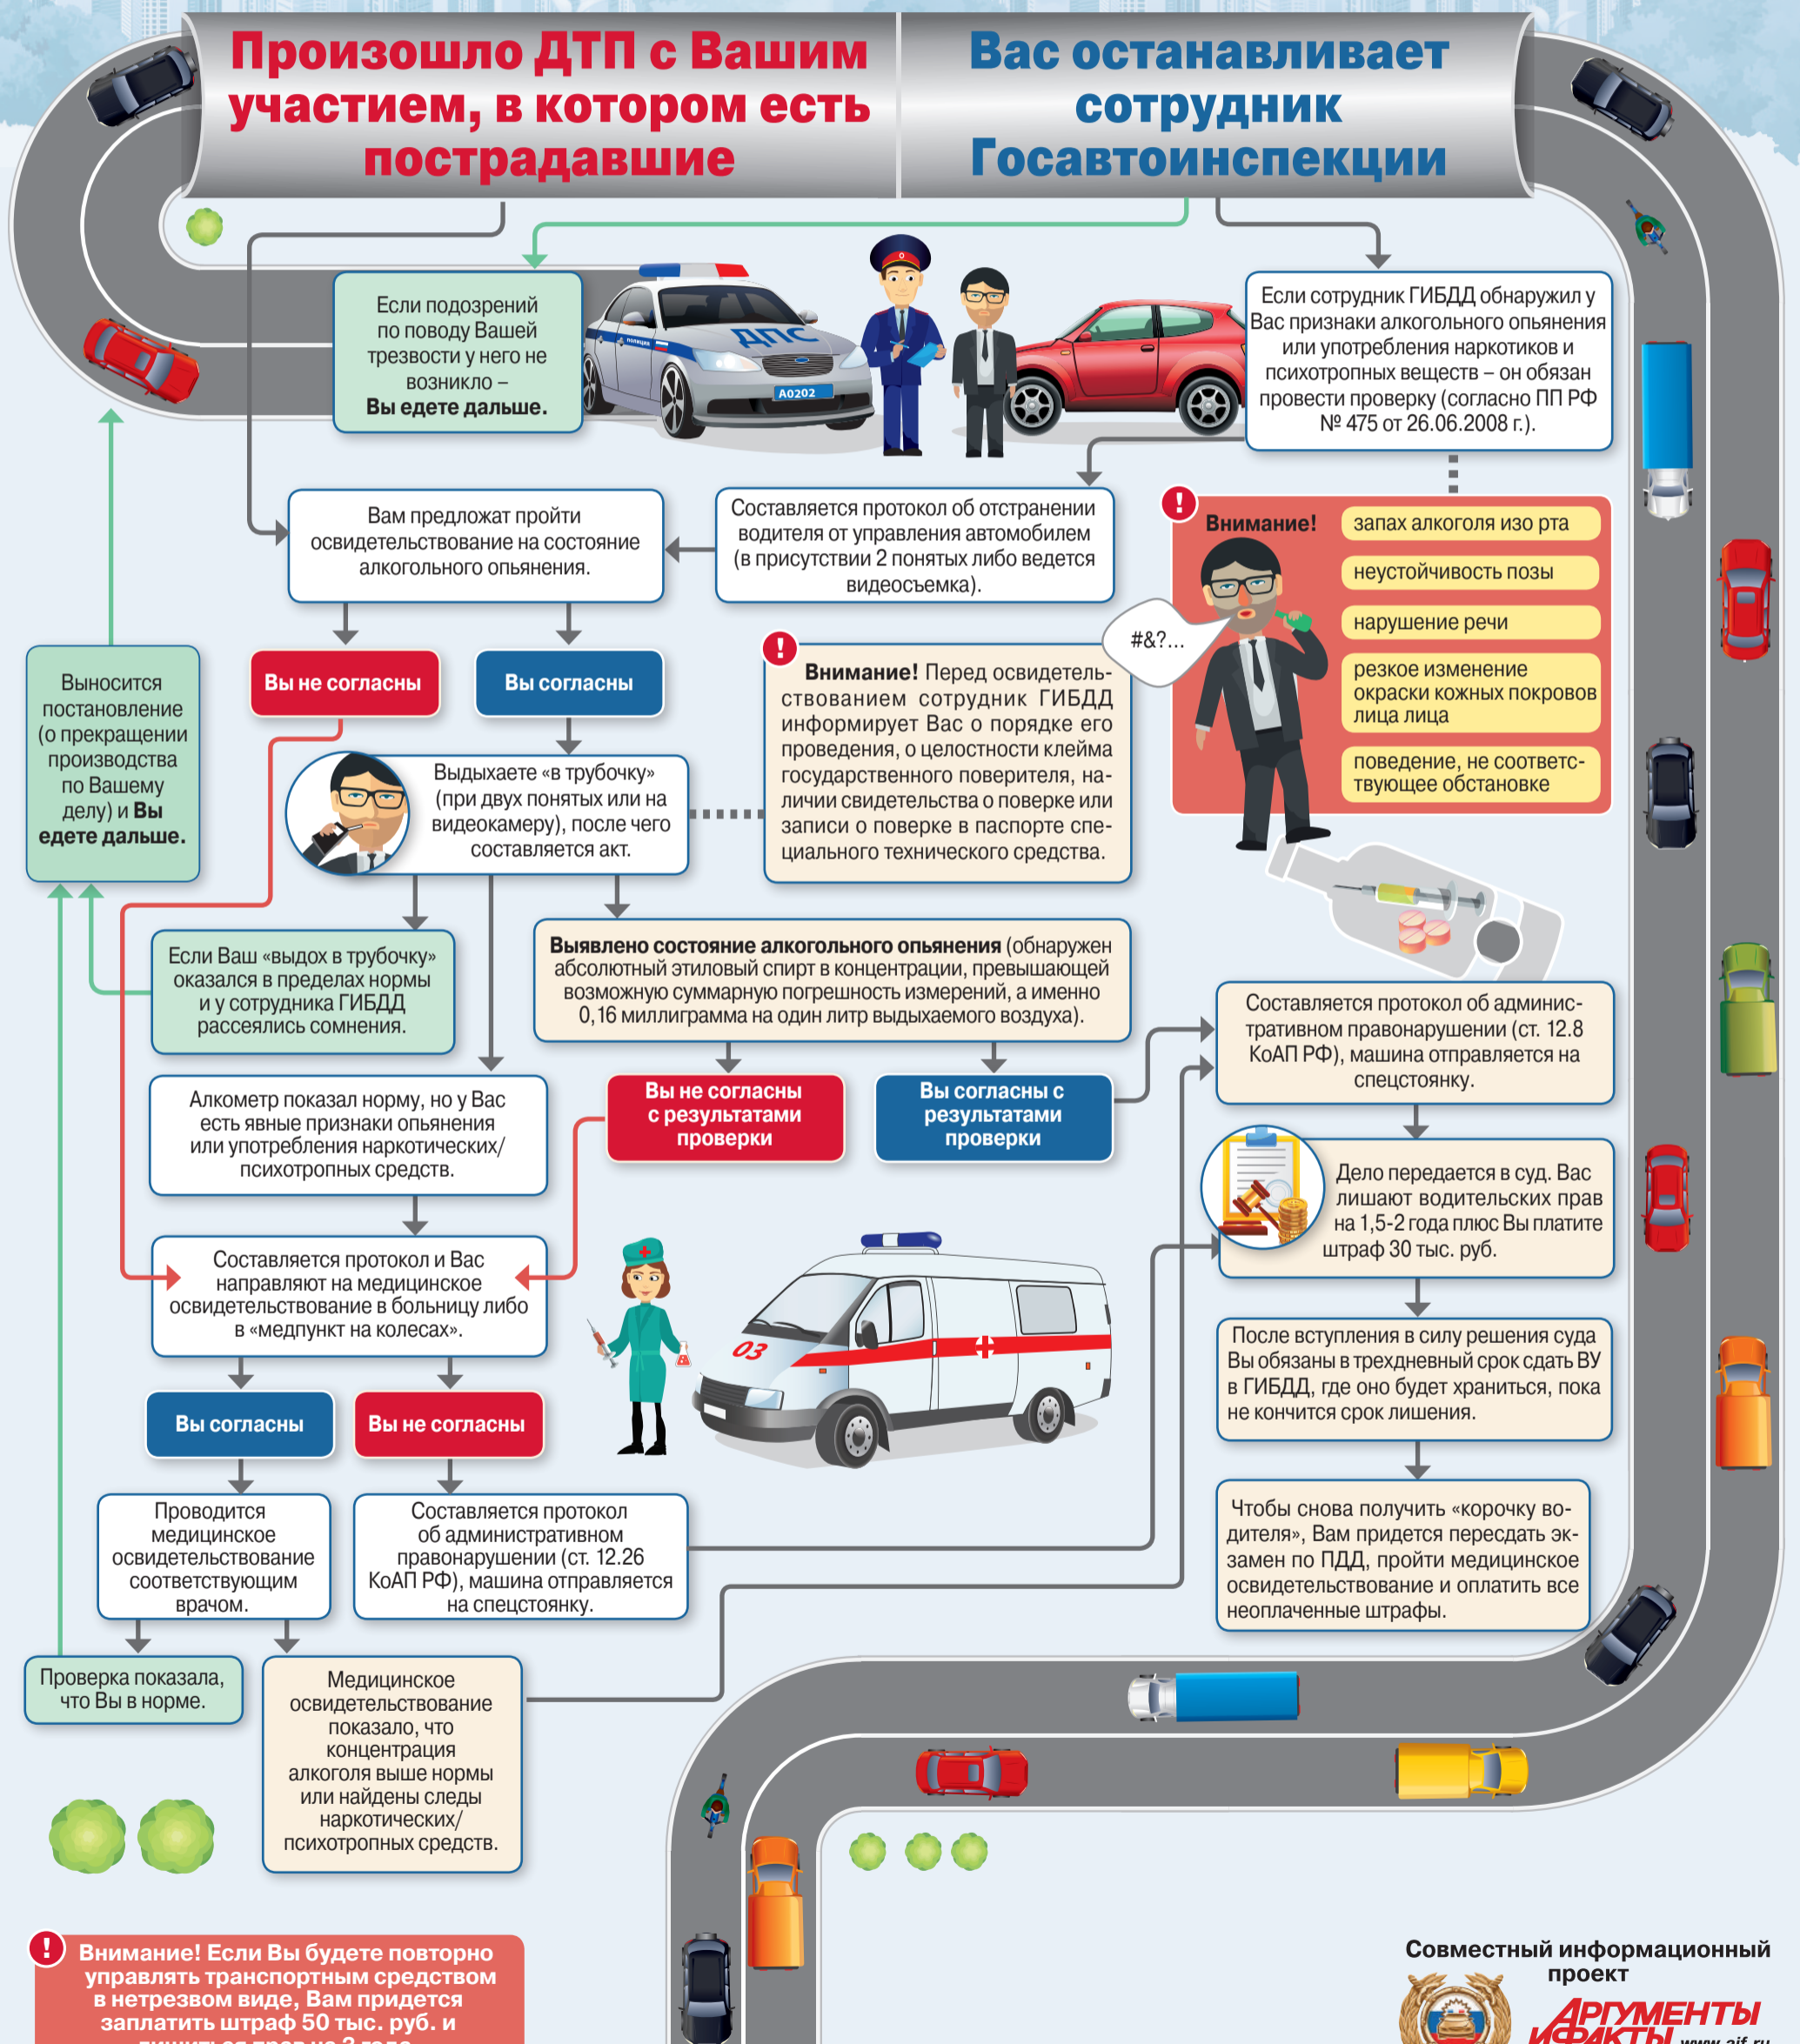 Произошло ДТП с Вашим
участием, в котором есть
пострадавшие
Вас останавливает
сотрудник
Госавтоинспекции
Если подозрений
по поводу Вашей
трезвости у него не
возникло –
Вы едете дальше.
полиция
ДПС
А0202
Если сотрудник ГИБДД обнаружил у
Вас признаки алкогольного опьянения
или употребления наркотиков и
психотропных веществ – он обязан
провести проверку (согласно ПП РФ
№ 475 от 26.06.2008 г.).
Вам предложат пройти
освидетельствование на состояние
алкогольного опьянения.
Составляется протокол об отстранении
водителя от управления автомобилем
(в присутствии 2 понятых либо ведется
видеосъемка).
!
Внимание!
запах алкоголя изо рта
неустойчивость позы
нарушение речи
резкое изменение
окраски кожных покровов
лица лица
поведение, не соответс-
твующее обстановке
#&?...
Выносится
постановление
(о прекращении
производства
по Вашему
делу) и Вы
едете дальше.
Вы не согласны
Вы согласны
!
Внимание! Перед освидетель-
ствованием сотрудник ГИБДД
информирует Вас о порядке его
проведения, о целостности клейма
государственного поверителя, на-
личии свидетельства о поверке или
записи о поверке в паспорте спе-
циального технического средства.
Выдыхаете «в трубочку»
(при двух понятых или на
видеокамеру), после чего
составляется акт.
Если Ваш «выдох в трубочку»
оказался в пределах нормы
и у сотрудника ГИБДД
рассеялись сомнения.
Выявлено состояние алкогольного опьянения (обнаружен
абсолютный этиловый спирт в концентрации, превышающей
возможную суммарную погрешность измерений, а именно
0,16 миллиграмма на один литр выдыхаемого воздуха).
Составляется протокол об админис-
тративном правонарушении (ст. 12.8
КоАП РФ), машина отправляется на
спецстоянку.
Алкометр показал норму, но у Вас
есть явные признаки опьянения
или употребления наркотических/
психотропных средств.
Вы не согласны
с результатами
проверки
Вы согласны с
результатами
проверки
Дело передается в суд. Вас
лишают водительских прав
на 1,5-2 года плюс Вы платите
штраф 30 тыс. руб.
Составляется протокол и Вас
направляют на медицинское
освидетельствование в больницу либо
в «медпункт на колесах».
03
После вступления в силу решения суда
Вы обязаны в трехдневный срок сдать ВУ
в ГИБДД, где оно будет храниться, пока
не кончится срок лишения.
Вы согласны
Вы не согласны
Проводится
медицинское
освидетельствование
соответствующим
врачом.
Составляется протокол
об административном
правонарушении (ст. 12.26
КоАП РФ), машина отправляется
на спецстоянку.
Чтобы снова получить «корочку во-
дителя», Вам придется пересдать эк-
замен по ПДД, пройти медицинское
освидетельствование и оплатить все
неоплаченные штрафы.
Проверка показала,
что Вы в норме.
Медицинское
освидетельствование
показало, что
концентрация
алкоголя выше нормы
или найдены следы
наркотических/
психотропных средств.
!
Внимание! Если Вы будете повторно
управлять транспортным средством
в нетрезвом виде, Вам придется
заплатить штраф 50 тыс. руб. и
Совместный информационный
проект
АРГУМЕНТЫ
И ФАКТЫ www.aif.ru